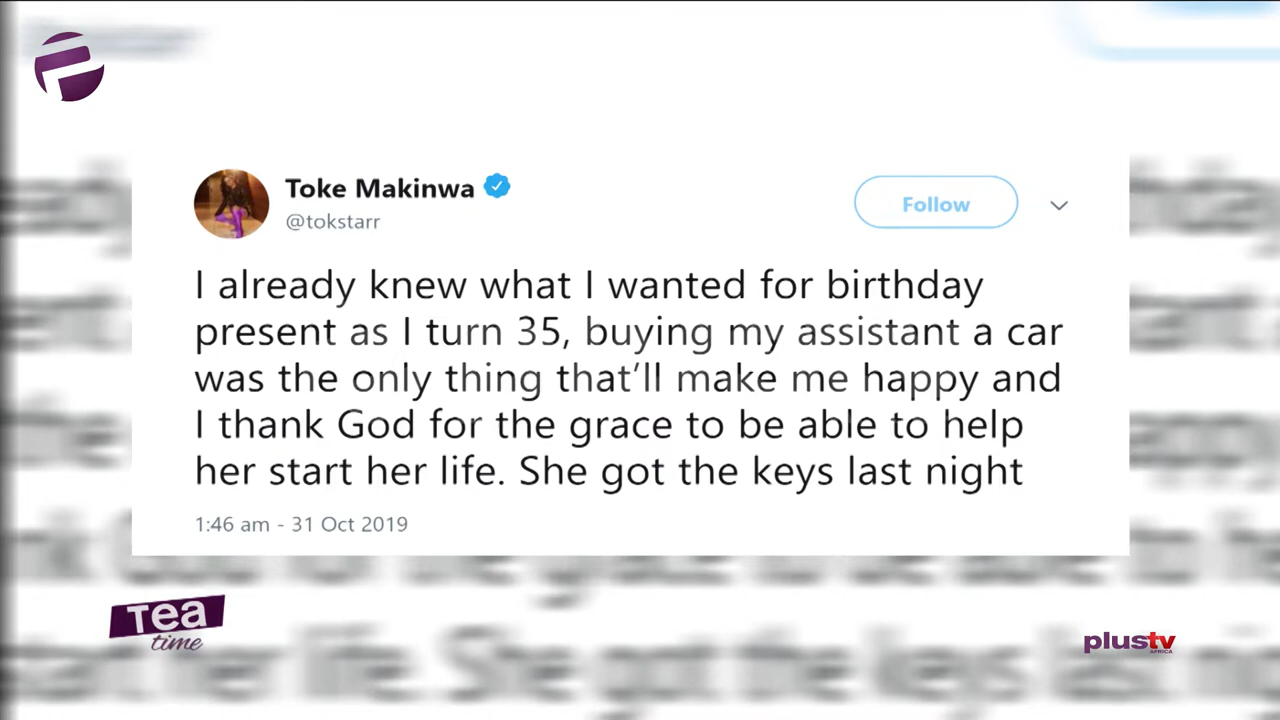 Toke Makinwa
@tokstarr
Follow
I already knew what I wanted for birthday
present as I turn 35, buying my assistant a car
was the only thing that'll make me happy and
I thank God for the grace to be able to help
her start her life. She got the keys last night
1:46 am - 31 Oct 2019
Tea
time
plustv
AFRICA